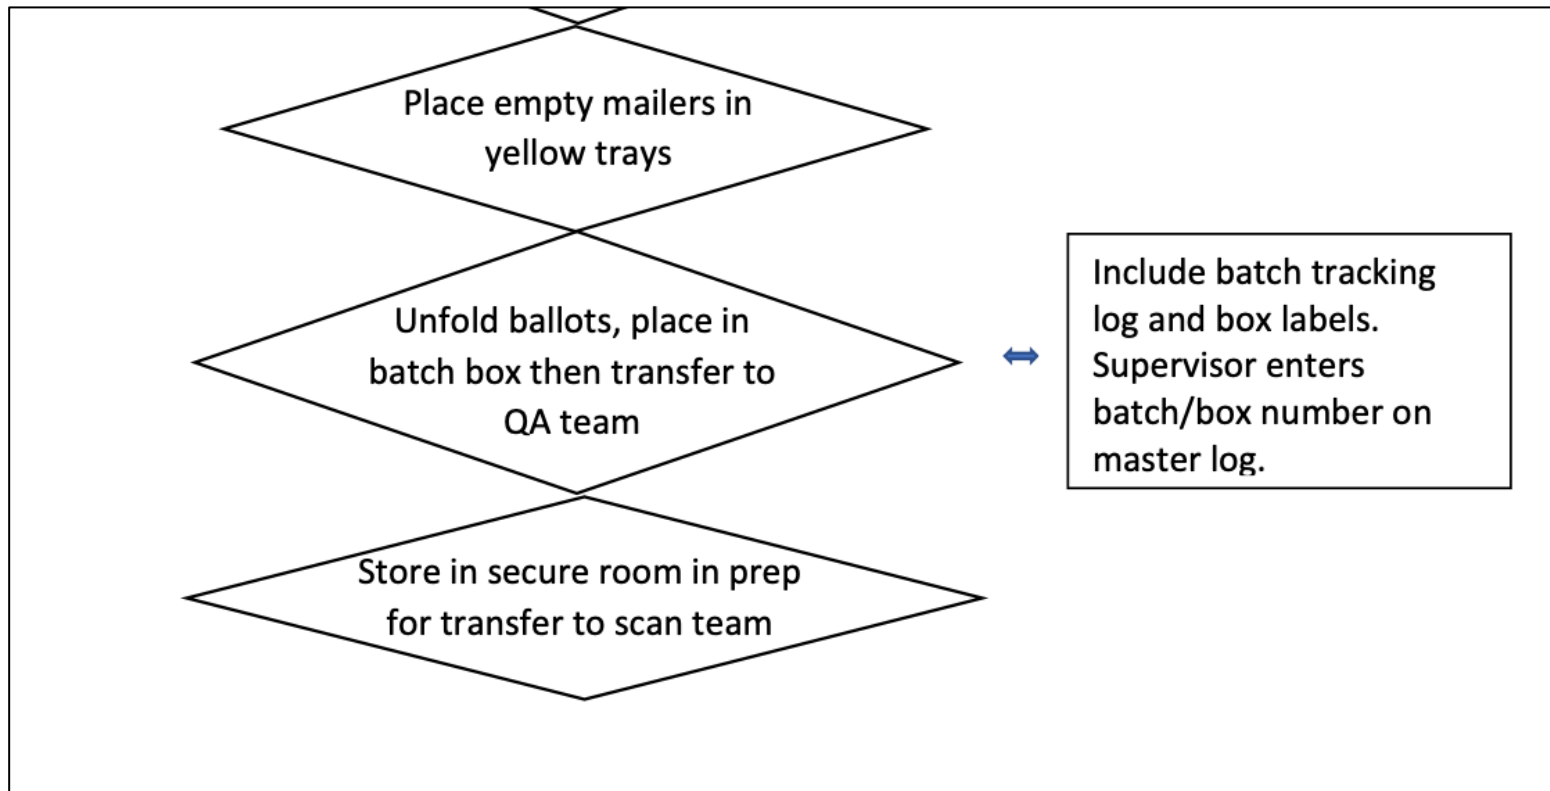 Place empty mailers in
yellow trays
Unfold ballots, place in
batch box then transfer to
QA team
Include batch tracking
log and box labels.
Supervisor enters
batch/box number on
master log.
Store in secure room in prep
for transfer to scan team